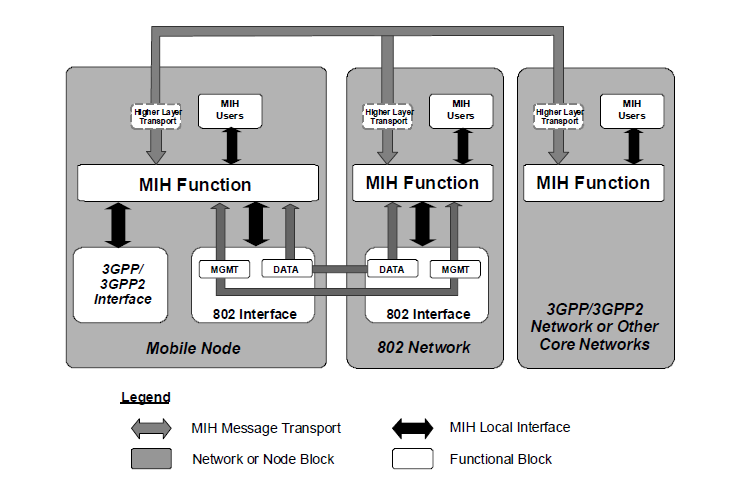 Higher Layer
Transport
MIH
Users
MIH Function
3GPP/
3GPP2
Interface
MGMT
DATA
802 Interface
Mobile Node
Higher Layer
Transport
MIH
Users
MIH Function
DATA
MGMT
802 Interface
802 Network
Higher Layer
Transport
MIH
Users
MIH Function
3GPP/3GPP2
Network or Other
Core Networks
Legend
MIH Message Transport
MIH Local Interface
Network or Node Block
Functional Block